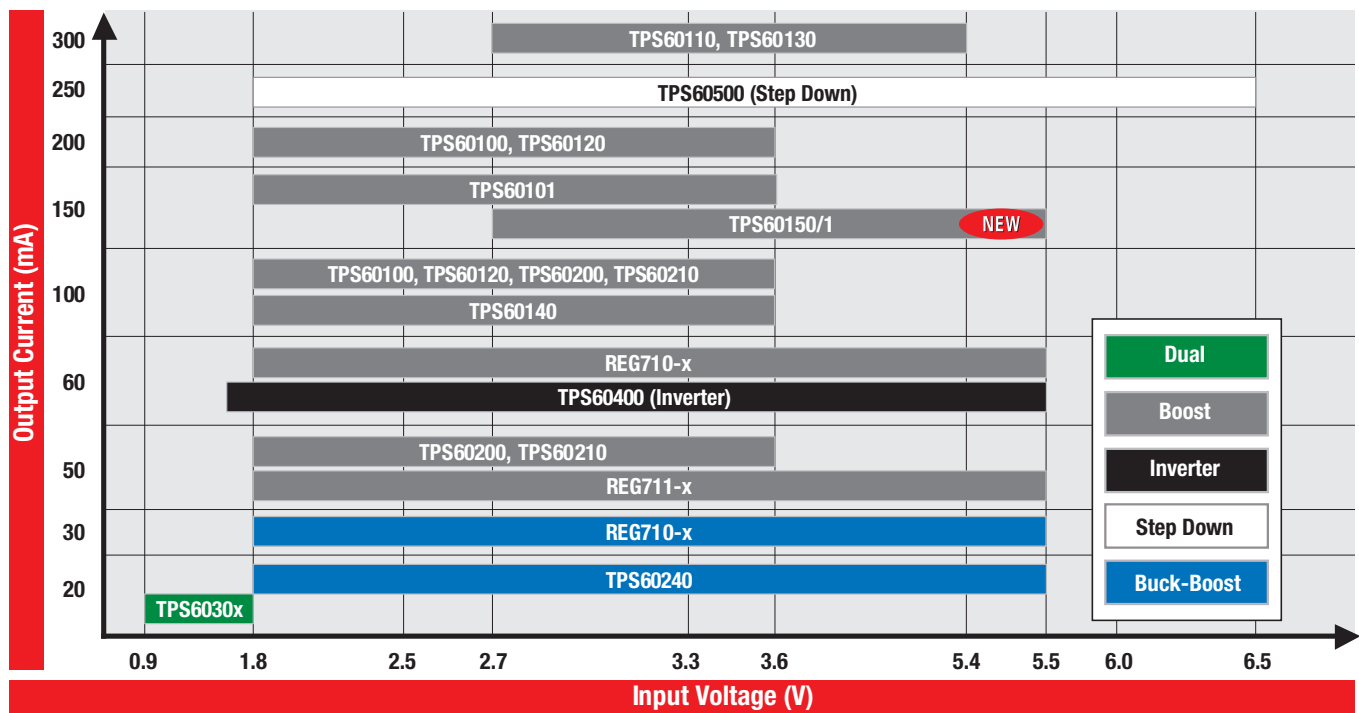 Output Current (mA)
300
TPS60110, TPS60130
250
TPS60500 (Step Down)
200
TPS60100, TPS60120
150
TPS60101
TPS60150/1
NEW
100
TPS60100, TPS60120, TPS60200, TPS60210
TPS60140
60
REG710-x
TPS60400 (Inverter)
50
TPS60200, TPS60210
REG711-x
30
REG710-x
20
TPS60240
TPS6030x
Dual
Boost
Inverter
Step Down
Buck-Boost
0.9 1.8 2.5 2.7 3.3 3.6 5.4 5.5 6.0 6.5
Input Voltage (V)